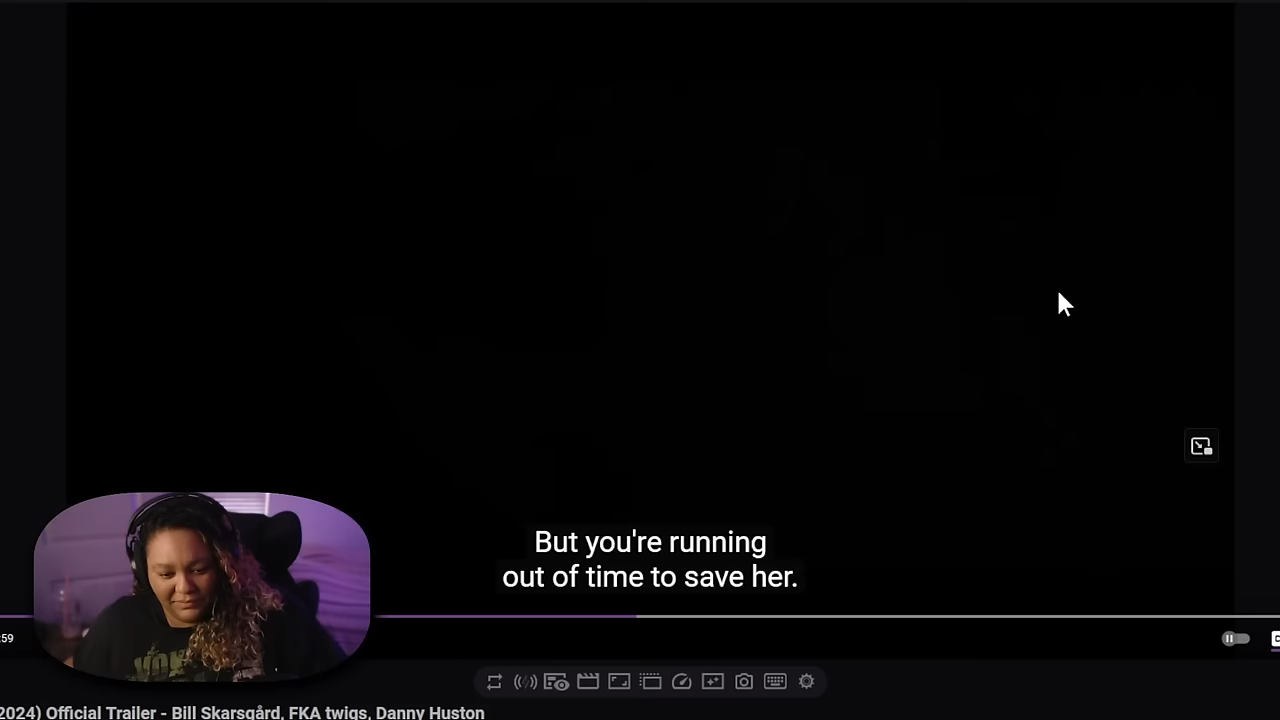 But you're running
out of time to save her.
:59
2024) Official Trailer - Bill Skarsgård, FKA twigs, Danny Huston